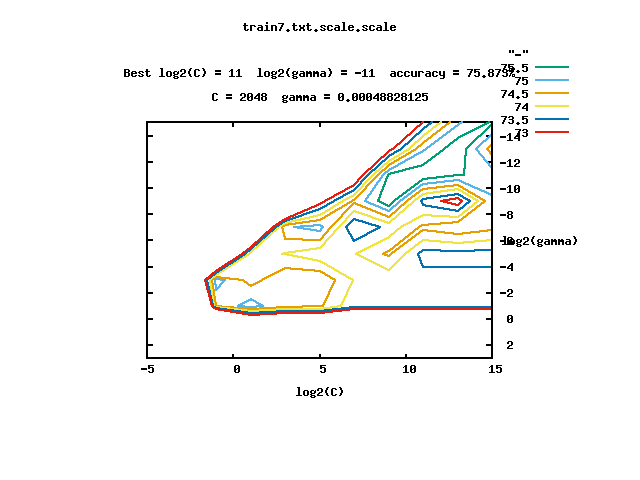 train7.txt.scale.scale
"-"
Best log2(C) = 11  log2(gamma) = -11  accuracy = 75.873%
75.5
75
C = 2048  gamma = 0.00048828125
74.5
74
73.5
73
-14
-12
-10
-8
-6
log2(gamma)
-4
-2
0
2
-5 0 5 10 15
log2(C)